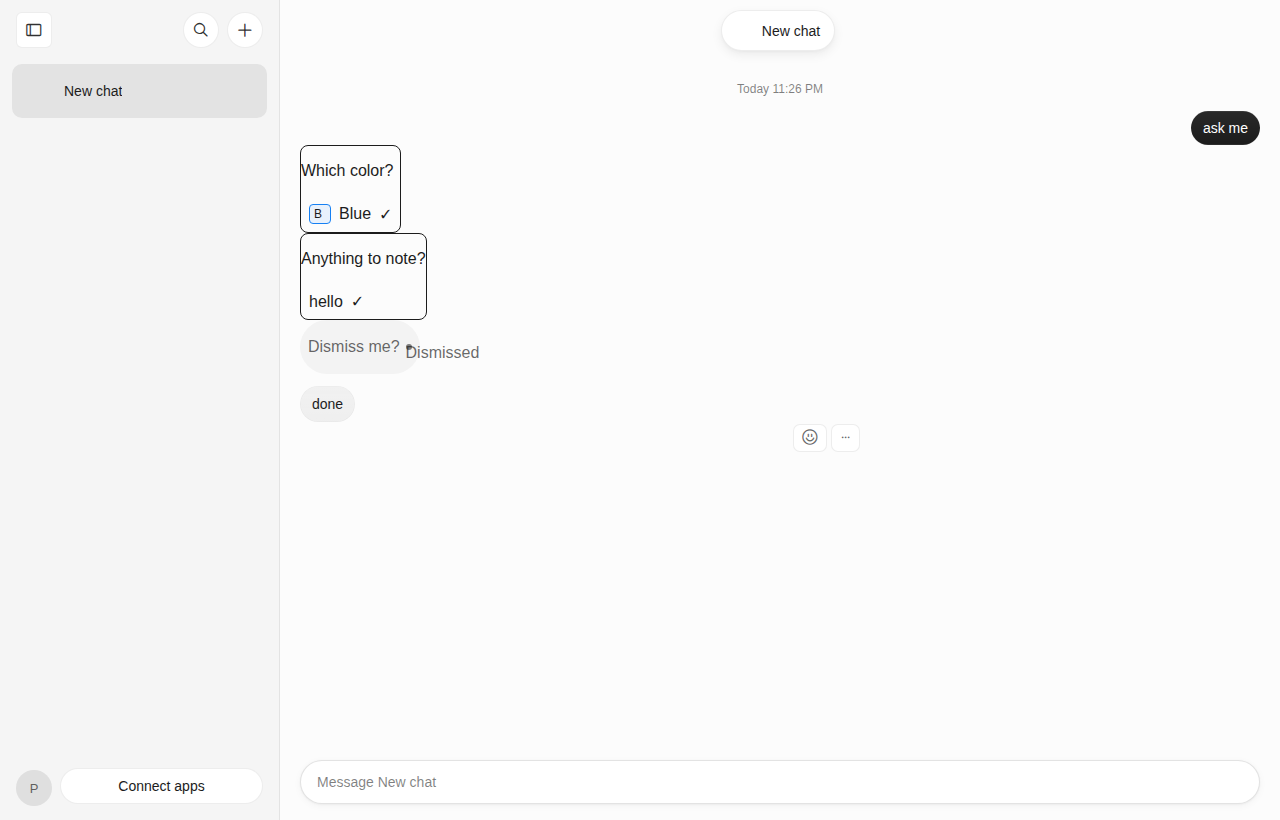 New chat
New chat
Today 11:26 PM
ask me
Which color?
B Blue ✓
Anything to note?
hello ✓
Dismiss me? Dismissed
done
P
Connect apps
Message New chat